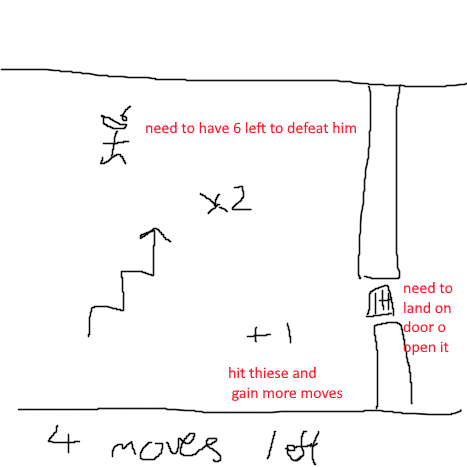 need to have 6 left to defeat him
x2
need to
land on
door o
open it
+1
hit thiese and
gain more moves
4 moves left